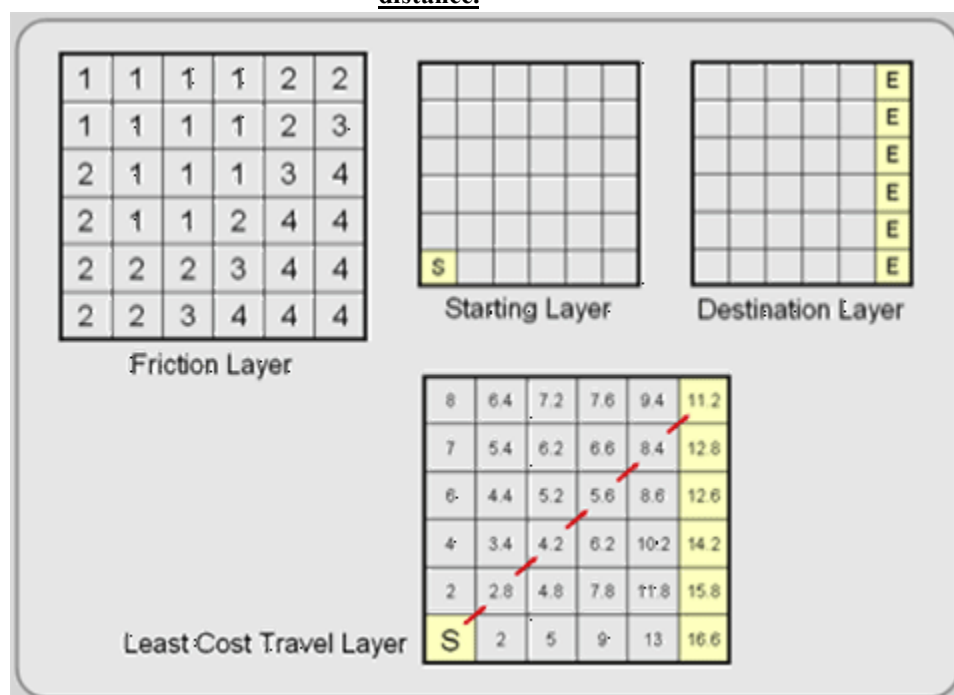 distance.
1 1 1 1 2 2
1 1 1 1 2 3
2 1 1 1 3 4
2 1 1 2 4 4
2 2 2 3 4 4
2 2 3 4 4 4
Friction Layer
S
Starting Layer
E
E
E
E
E
E
Destination Layer
8 6.4 7.2 7.6 9.4 11.2
7 5.4 6.2 6.6 8.4 12.8
6 4.4 5.2 5.6 8.6 12.6
4 3.4 4.2 6.2 10.2 14.2
2 2.8 4.8 7.8 11.8 15.8
S 2 5 9 13 16.6
Least Cost Travel Layer